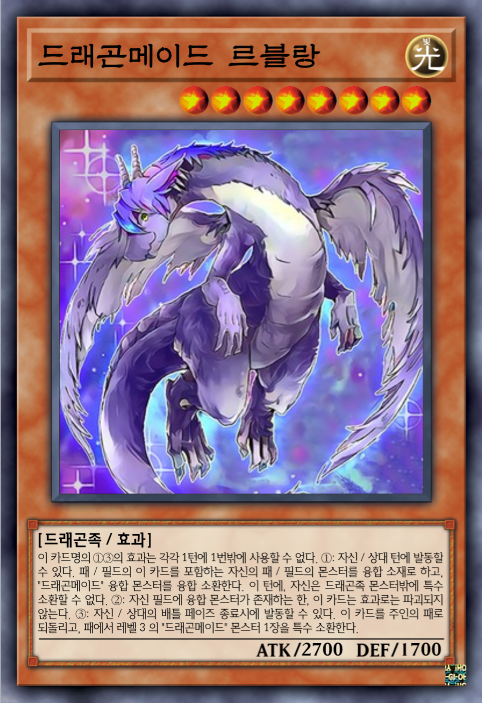 드래곤메이드 르블랑
빛
光
[드래곤족 / 효과]
이 카드명의 ①③의 효과는 각각 1턴에 1번밖에 사용할 수 없다. ①: 자신 / 상대 턴에 발동할
수 있다. 패 / 필드의 이 카드를 포함하는 자신의 패 / 필드의 몬스터를 융합 소재로 하고,
"드래곤메이드" 융합 몬스터를 융합 소환한다. 이 턴에, 자신은 드래곤족 몬스터밖에 특수
소환할 수 없다. ②: 자신 필드에 융합 몬스터가 존재하는 한, 이 카드는 효과로는 파괴되지
않는다. ③: 자신 / 상대의 배틀 페이즈 종료시에 발동할 수 있다. 이 카드를 주인의 패로
되돌리고, 패에서 레벨 3 의 "드래곤메이드" 몬스터 1장을 특수 소환한다.
ATK/2700 DEF/1700